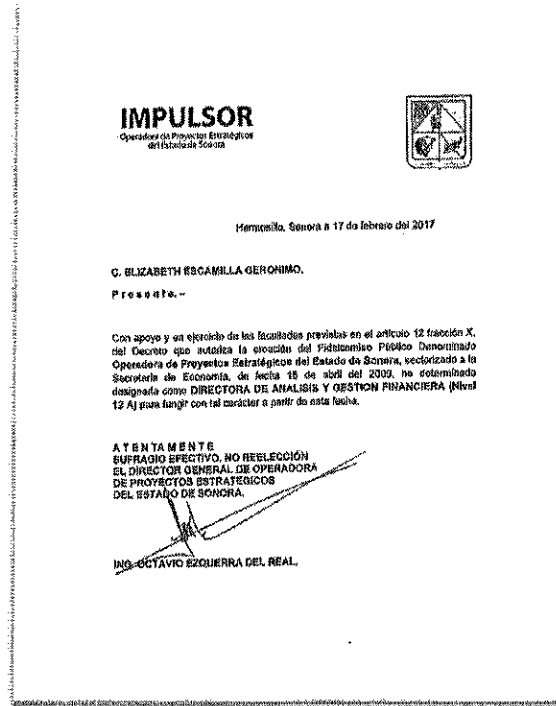 IMPULSOR
Operadora de Proyectos Estratégicos
del Estado de Sonora
Hermosillo, Sonora a 17 de febrero del 2017
C. ELIZABETH ESCAMILLA GERONIMO.
P r e s e n t e . -
Con apoyo y en ejercicio de las facultades previstas en el artículo 12 fracción X,
del Decreto que autoriza la creación del Fideicomiso Público Denominado
Operadora de Proyectos Estratégicos del Estado de Sonora, sectorizado a la
Secretaría de Economía, de fecha 16 de abril del 2009, he determinado
designarla como DIRECTORA DE ANALISIS Y GESTION FINANCIERA (Nivel
12 A) para fungir con tal carácter a partir de esta fecha.
A T E N T A M E N T E
SUFRAGIO EFECTIVO. NO REELECCIÓN
EL DIRECTOR GENERAL DE OPERADORA
DE PROYECTOS ESTRATEGICOS
DEL ESTADO DE SONORA.
ING. OCTAVIO EZQUERRA DEL REAL.